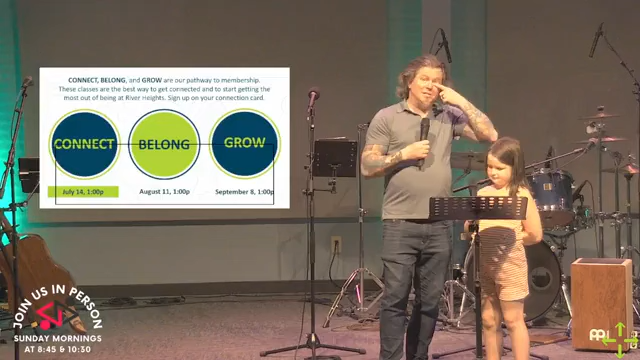 CONNECT, BELONG, and GROW are our pathway to membership.
These classes are the best way to get connected and to start getting the
most out of being at River Heights. Sign up on your connection card.
CONNECT
BELONG
GROW
July 14, 1:00p
August 11, 1:00p
September 8, 1:00p
JOIN US IN PERSON
SUNDAY MORNINGS
AT 8:45 & 10:30